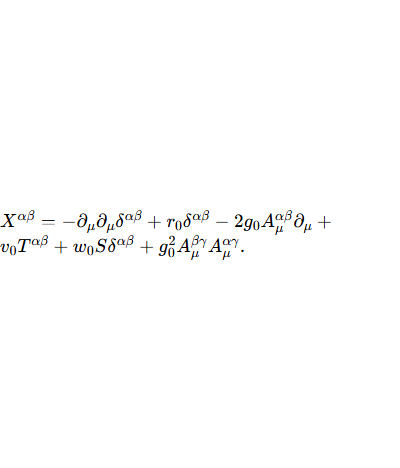 X^{αβ} = −∂_μ∂_μδ^{αβ} + r_0δ^{αβ} − 2g_0A_μ^{αβ}∂_μ +
v_0T^{αβ} + w_0Sδ^{αβ} + g_0^2A_μ^{βγ}A_μ^{αγ}.